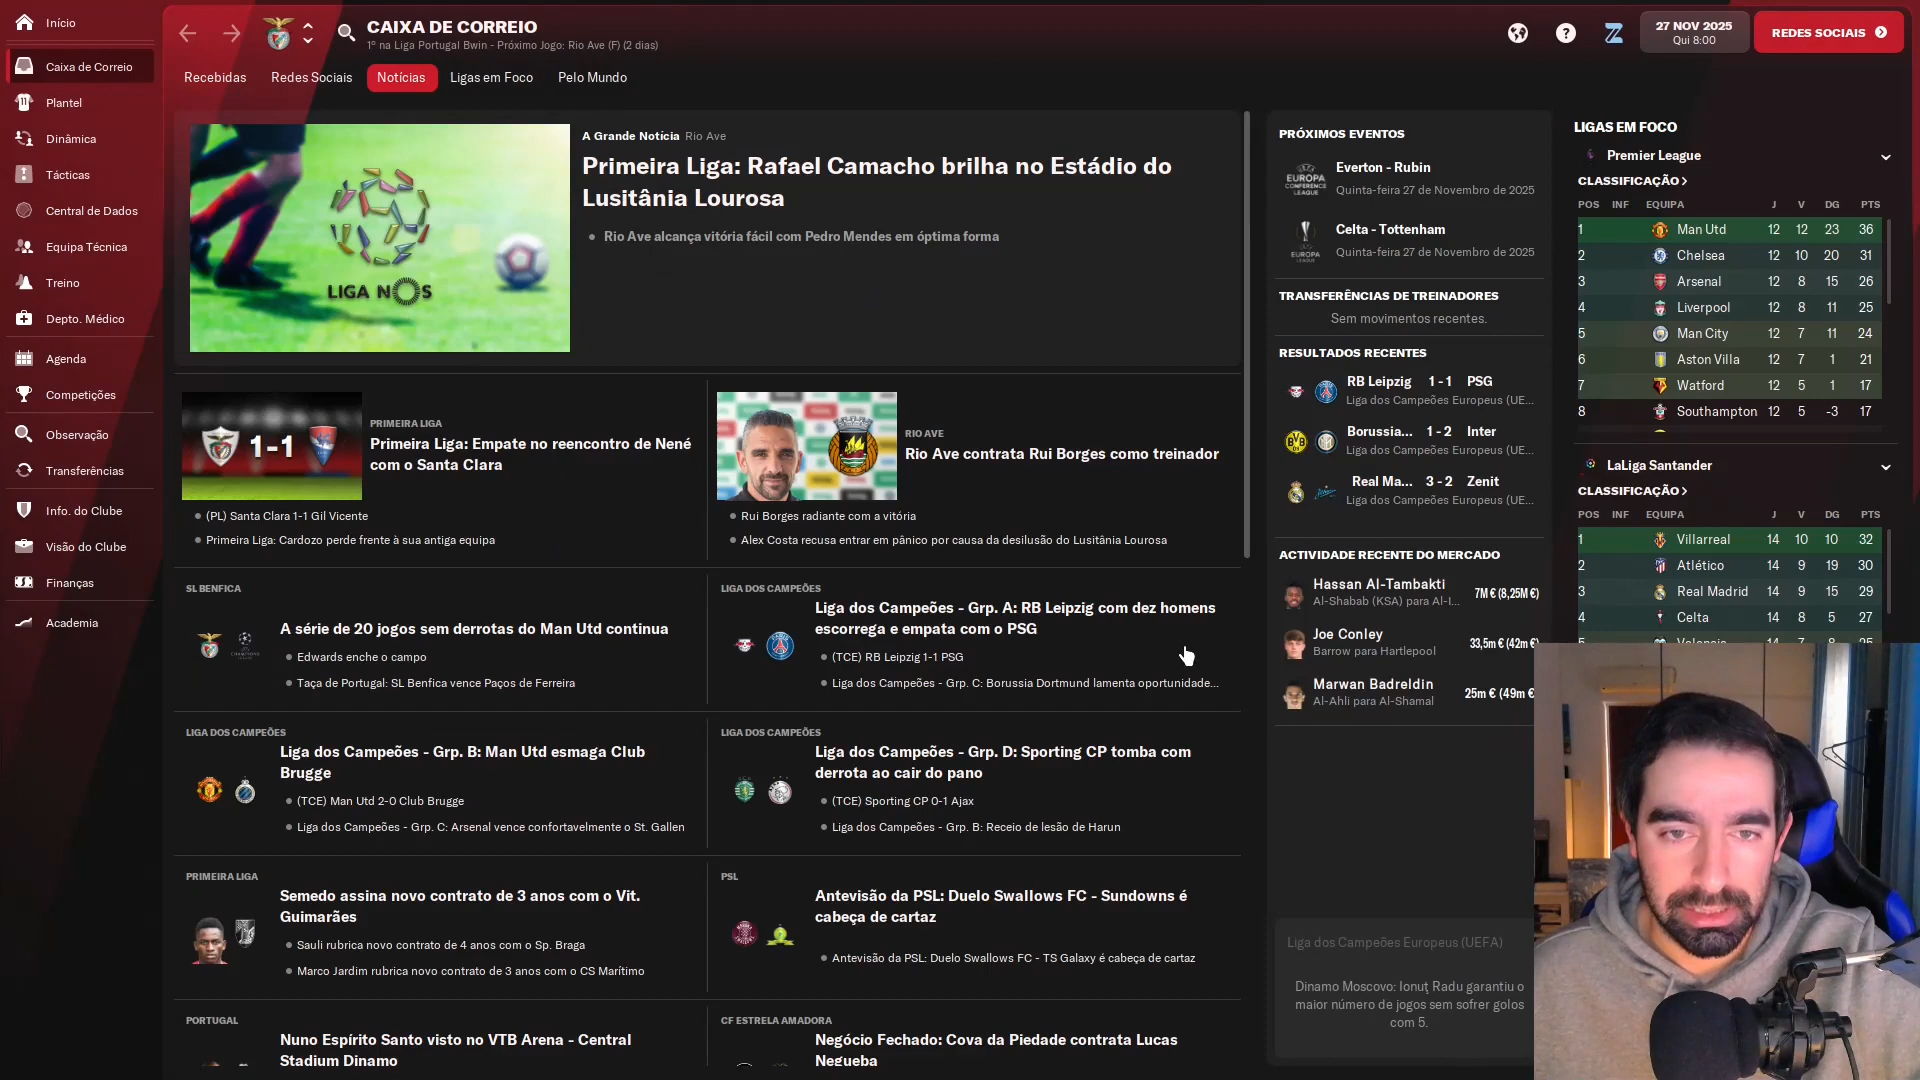 Início
Caixa de Correio
Plantel
Dinâmica
Tácticas
Central de Dados
Equipa Técnica
Treino
Depto. Médico
Agenda
Competições
Observação
Transferências
Info. do Clube
Visão do Clube
Finanças
Academia
CAIXA DE CORREIO
1º na Liga Portugal Bwin - Próximo Jogo: Rio Ave (F) (2 dias)
27 NOV 2025
Qui 8:00
REDES SOCIAIS
Recebidas
Redes Sociais
Notícias
Ligas em Foco
Pelo Mundo
LIGA NOS
A Grande Notícia Rio Ave
Primeira Liga: Rafael Camacho brilha no Estádio do
Lusitânia Lourosa
Rio Ave alcança vitória fácil com Pedro Mendes em óptima forma
1-1
PRIMEIRA LIGA
Primeira Liga: Empate no reencontro de Nené
com o Santa Clara
(PL) Santa Clara 1-1 Gil Vicente
Primeira Liga: Cardozo perde frente à sua antiga equipa
RIO AVE
Rio Ave contrata Rui Borges como treinador
Rui Borges radiante com a vitória
Alex Costa recusa entrar em pânico por causa da desilusão do Lusitânia Lourosa
SL BENFICA
A série de 20 jogos sem derrotas do Man Utd continua
Edwards enche o campo
Taça de Portugal: SL Benfica vence Paços de Ferreira
LIGA DOS CAMPEÕES
Liga dos Campeões - Grp. A: RB Leipzig com dez homens
escorrega e empata com o PSG
(TCE) RB Leipzig 1-1 PSG
Liga dos Campeões - Grp. C: Borussia Dortmund lamenta oportunidade...
LIGA DOS CAMPEÕES
Liga dos Campeões - Grp. B: Man Utd esmaga Club
Brugge
(TCE) Man Utd 2-0 Club Brugge
Liga dos Campeões - Grp. C: Arsenal vence confortavelmente o St. Gallen
LIGA DOS CAMPEÕES
Liga dos Campeões - Grp. D: Sporting CP tomba com
derrota ao cair do pano
(TCE) Sporting CP 0-1 Ajax
Liga dos Campeões - Grp. B: Receio de lesão de Harun
PRIMEIRA LIGA
Semedo assina novo contrato de 3 anos com o Vit.
Guimarães
Sauli rubrica novo contrato de 4 anos com o Sp. Braga
Marco Jardim rubrica novo contrato de 3 anos com o CS Marítimo
PSL
Antevisão da PSL: Duelo Swallows FC - Sundowns é
cabeça de cartaz
Antevisão da PSL: Duelo Swallows FC - TS Galaxy é cabeça de cartaz
PORTUGAL
Nuno Espírito Santo visto no VTB Arena - Central
Stadium Dinamo
CF ESTRELA AMADORA
Negócio Fechado: Cova da Piedade contrata Lucas
Negueba
PRÓXIMOS EVENTOS
EUROPA
CONFERENCE
LEAGUE
Everton - Rubin
Quinta-feira 27 de Novembro de 2025
EUROPA
LEAGUE
Celta - Tottenham
Quinta-feira 27 de Novembro de 2025
TRANSFERÊNCIAS DE TREINADORES
Sem movimentos recentes.
RESULTADOS RECENTES
RB Leipzig 1 - 1 PSG
Liga dos Campeões Europeus (UE...
Borussia... 1 - 2 Inter
Liga dos Campeões Europeus (UE...
Real Ma... 3 - 2 Zenit
Liga dos Campeões Europeus (UE...
ACTIVIDADE RECENTE DO MERCADO
Hassan Al-Tambakti
Al-Shabab (KSA) para Al-I...
7M € (8,25M €)
Joe Conley
Barrow para Hartlepool
33,5m € (42m €)
Marwan Badreldin
Al-Ahli para Al-Shamal
25m € (49m €
Liga dos Campeões Europeus (UEFA)
Dinamo Moscovo: Ionuț Radu garantiu o
maior número de jogos sem sofrer golos
com 5.
LIGAS EM FOCO
Premier League
CLASSIFICAÇÃO
POS INF EQUIPA J V DG PTS
1 Man Utd 12 12 23 36
2 Chelsea 12 10 20 31
3 Arsenal 12 8 15 26
4 Liverpool 12 8 11 25
5 Man City 12 7 11 24
6 Aston Villa 12 7 1 21
7 Watford 12 5 1 17
8 Southampton 12 5 -3 17
LaLiga Santander
CLASSIFICAÇÃO
POS INF EQUIPA J V DG PTS
1 Villarreal 14 10 10 32
2 Atlético 14 9 19 30
3 Real Madrid 14 9 15 29
4 Celta 14 8 5 27
5 Valencia 14 7 8 25